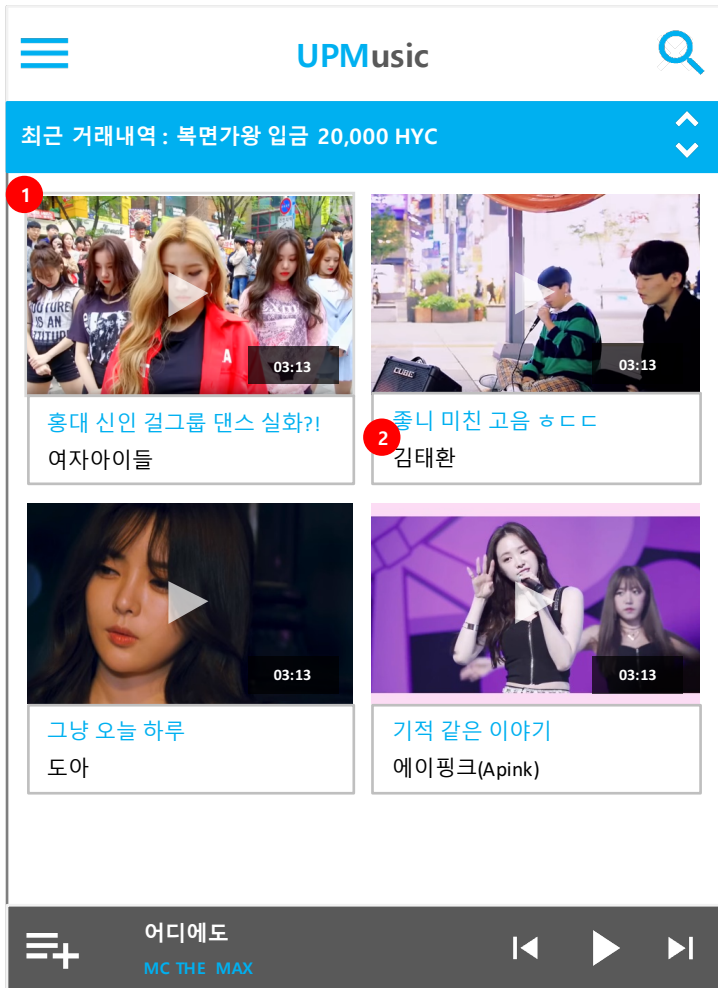 UPMusic
최근 거래내역 : 복면가왕 입금 20,000 HYC
1
A
03:13
CUBE
03:13
홍대 신인 걸그룹 댄스 실화?!
여자아이들
2
좋니 미친 고음 ㅎㄷㄷ
김태환
03:13
03:13
그냥 오늘 하루
도아
기적 같은 이야기
에이핑크(Apink)
어디에도
MC THE MAX